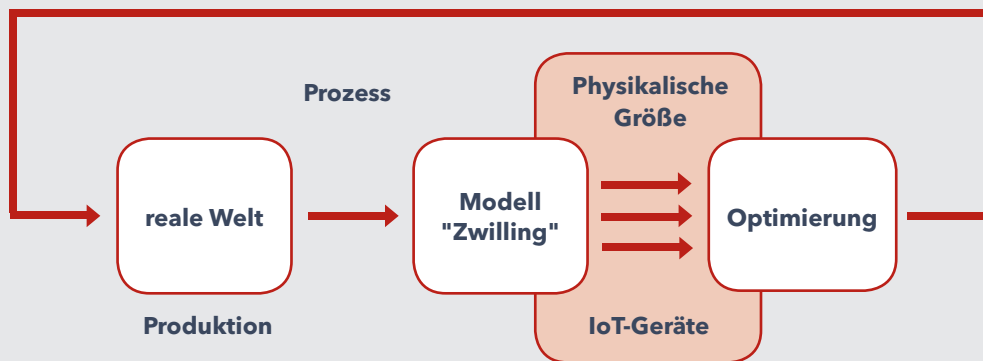 Prozess
Physikalische
Größe
reale Welt
Modell
"Zwilling"
Optimierung
Produktion
IoT-Geräte